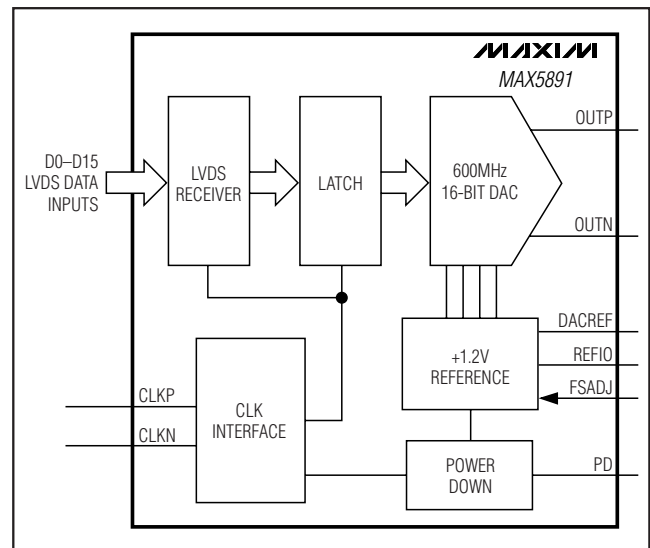 MAXIM
MAX5891
OUTP
D0–D15
LVDS DATA
INPUTS
LVDS
RECEIVER
LATCH
600MHz
16-BIT DAC
OUTN
DACREF
+1.2V
REFERENCE
REFIO
FSADJ
CLKP
CLK
INTERFACE
CLKN
POWER
DOWN
PD